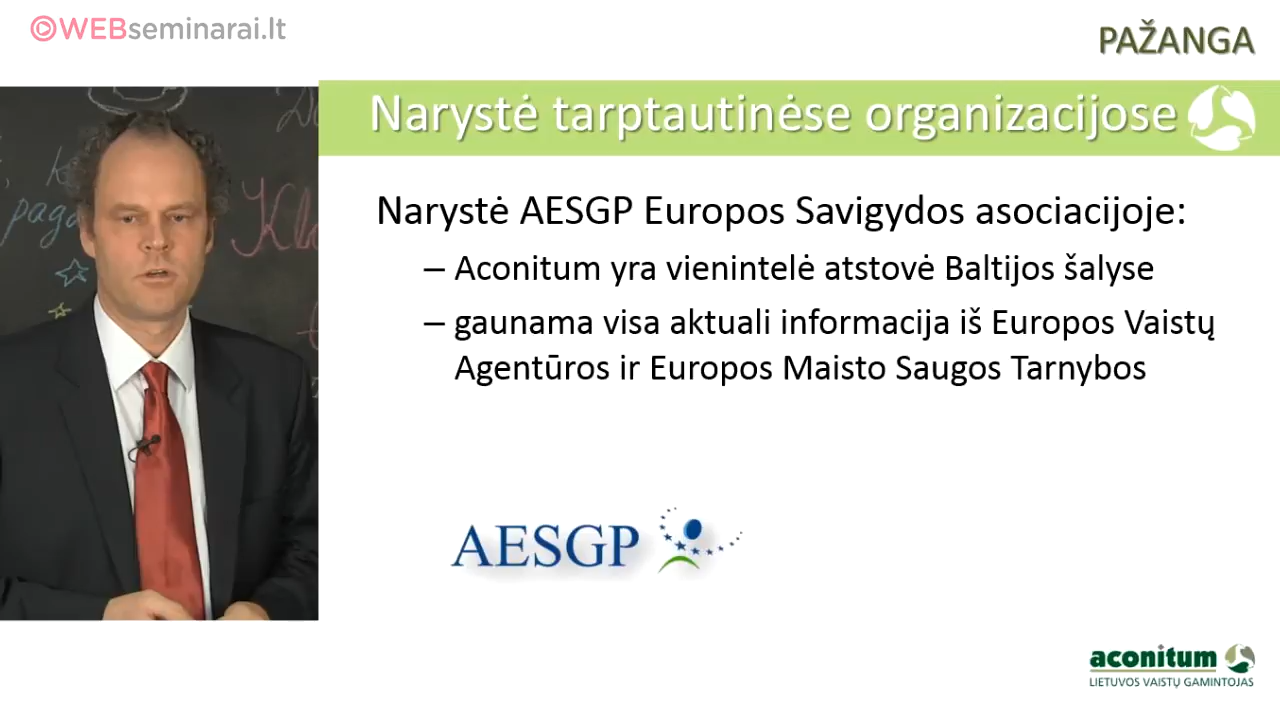 WEBseminarai.lt
PAŽANGA
Narystė tarptautinėse organizacijose
Narystė AESGP Europos Savigydos asociacijoje:
– Aconitum yra vienintelė atstovė Baltijos šalyse
– gaunama visa aktuali informacija iš Europos Vaistų
Agentūros ir Europos Maisto Saugos Tarnybos
AESGP
aconitum
LIETUVOS VAISTŲ GAMINTOJAS